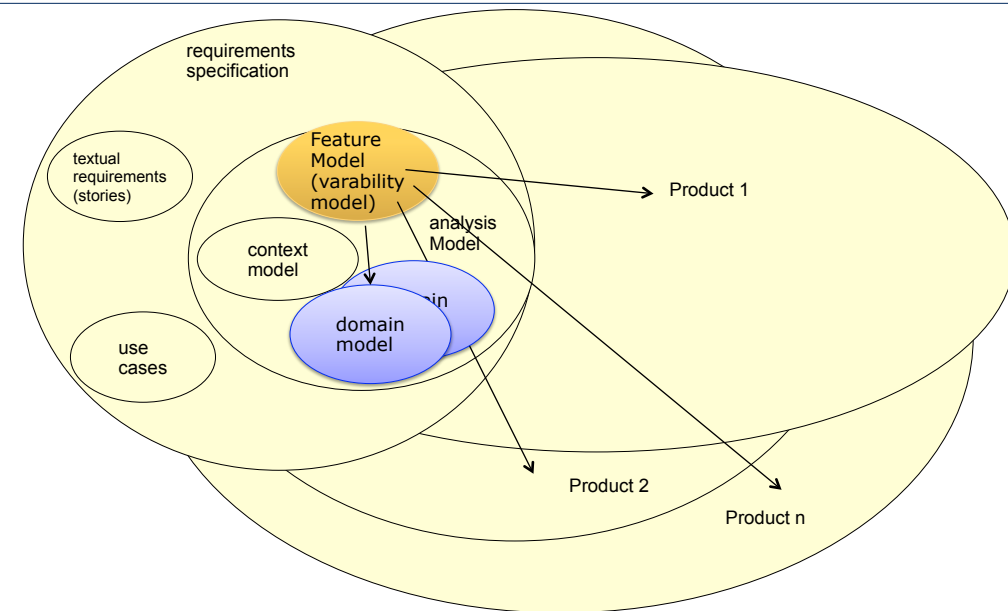 requirements
specification
textual
requirements
(stories)
Feature
Model
(varability
model)
analysis
Model
context
model
domain
model
use
cases
Product 1
Product 2
Product n